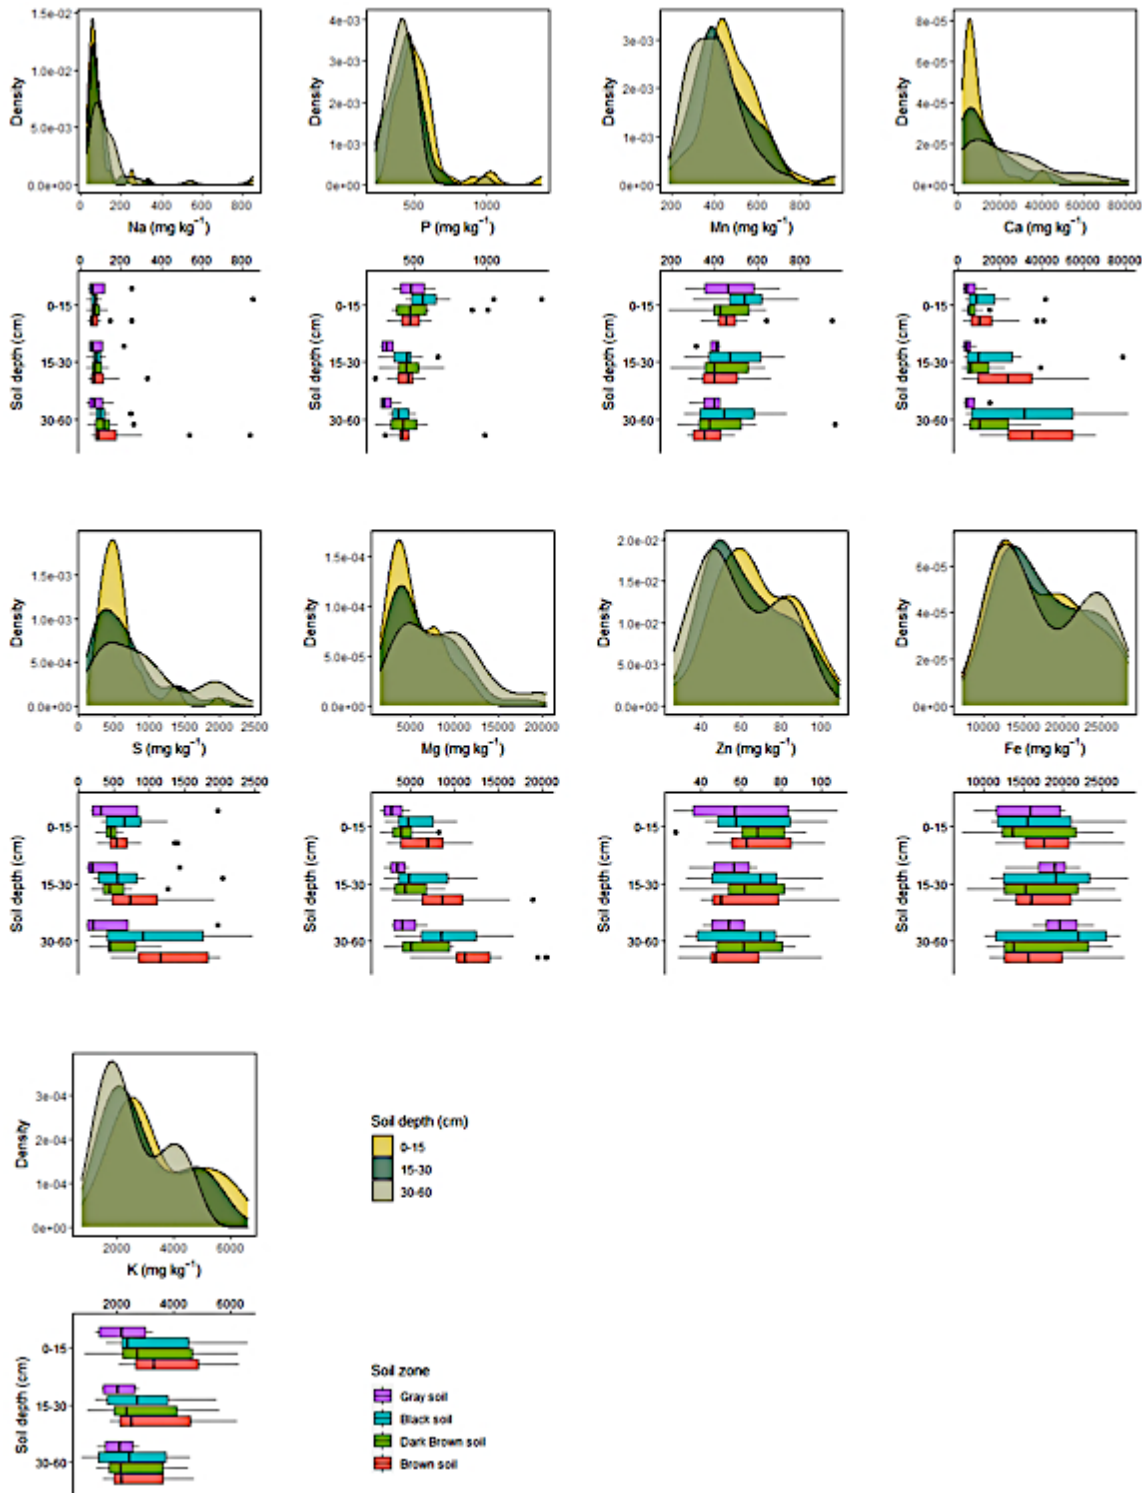 1.5e-02
1.0e-02
5.0e-03
0.0e+00
Density
0 200 400 600 800
Na (mg kg⁻¹)
4e-03
3e-03
2e-03
1e-03
0e+00
Density
500 1000
P (mg kg⁻¹)
3e-03
2e-03
1e-03
0e+00
Density
200 400 600 800
Mn (mg kg⁻¹)
8e-05
6e-05
4e-05
2e-05
0e+00
Density
0 20000 40000 60000 80000
Ca (mg kg⁻¹)
0 200 400 600 800
0-15
15-30
30-60
Soil depth (cm)
500 1000
0-15
15-30
30-60
Soil depth (cm)
200 400 600 800
0-15
15-30
30-60
Soil depth (cm)
0 20000 40000 60000 80000
0-15
15-30
30-60
Soil depth (cm)
1.5e-03
1.0e-03
5.0e-04
0.0e+00
Density
0 500 1000 1500 2000 2500
S (mg kg⁻¹)
1.5e-04
1.0e-04
5.0e-05
0.0e+00
Density
5000 10000 15000 20000
Mg (mg kg⁻¹)
2.0e-02
1.5e-02
1.0e-02
5.0e-03
0.0e+00
Density
40 60 80 100
Zn (mg kg⁻¹)
6e-05
4e-05
2e-05
0e+00
Density
10000 15000 20000 25000
Fe (mg kg⁻¹)
0 500 1000 1500 2000 2500
0-15
15-30
30-60
Soil depth (cm)
5000 10000 15000 20000
0-15
15-30
30-60
Soil depth (cm)
40 60 80 100
0-15
15-30
30-60
Soil depth (cm)
10000 15000 20000 25000
0-15
15-30
30-60
Soil depth (cm)
3e-04
2e-04
1e-04
0e+00
Density
2000 4000 6000
K (mg kg⁻¹)
Soil depth (cm)
0-15
15-30
30-60
2000 4000 6000
0-15
15-30
30-60
Soil depth (cm)
Soil zone
Gray soil
Black soil
Dark Brown soil
Brown soil